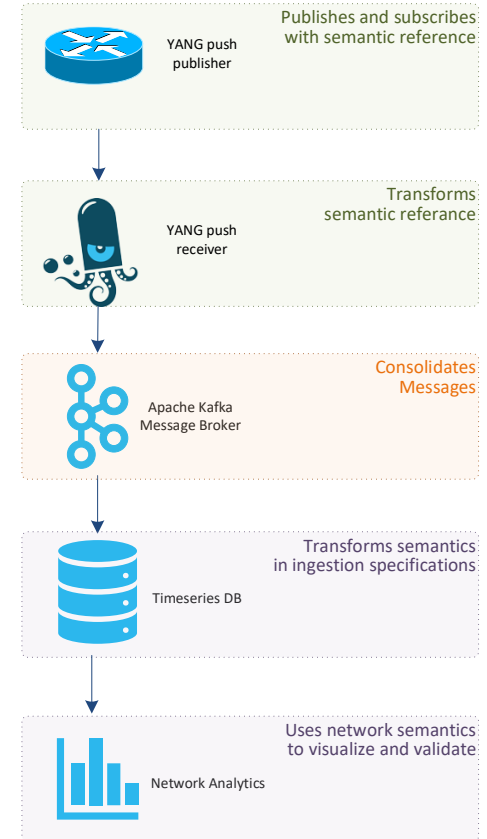 Publishes and subscribes
with semantic reference
YANG push
publisher
Transforms
semantic referance
YANG push
receiver
Consolidates
Messages
Apache Kafka
Message Broker
Transforms semantics
in ingestion specifications
Timeseries DB
Uses network semantics
to visualize and validate
Network Analytics